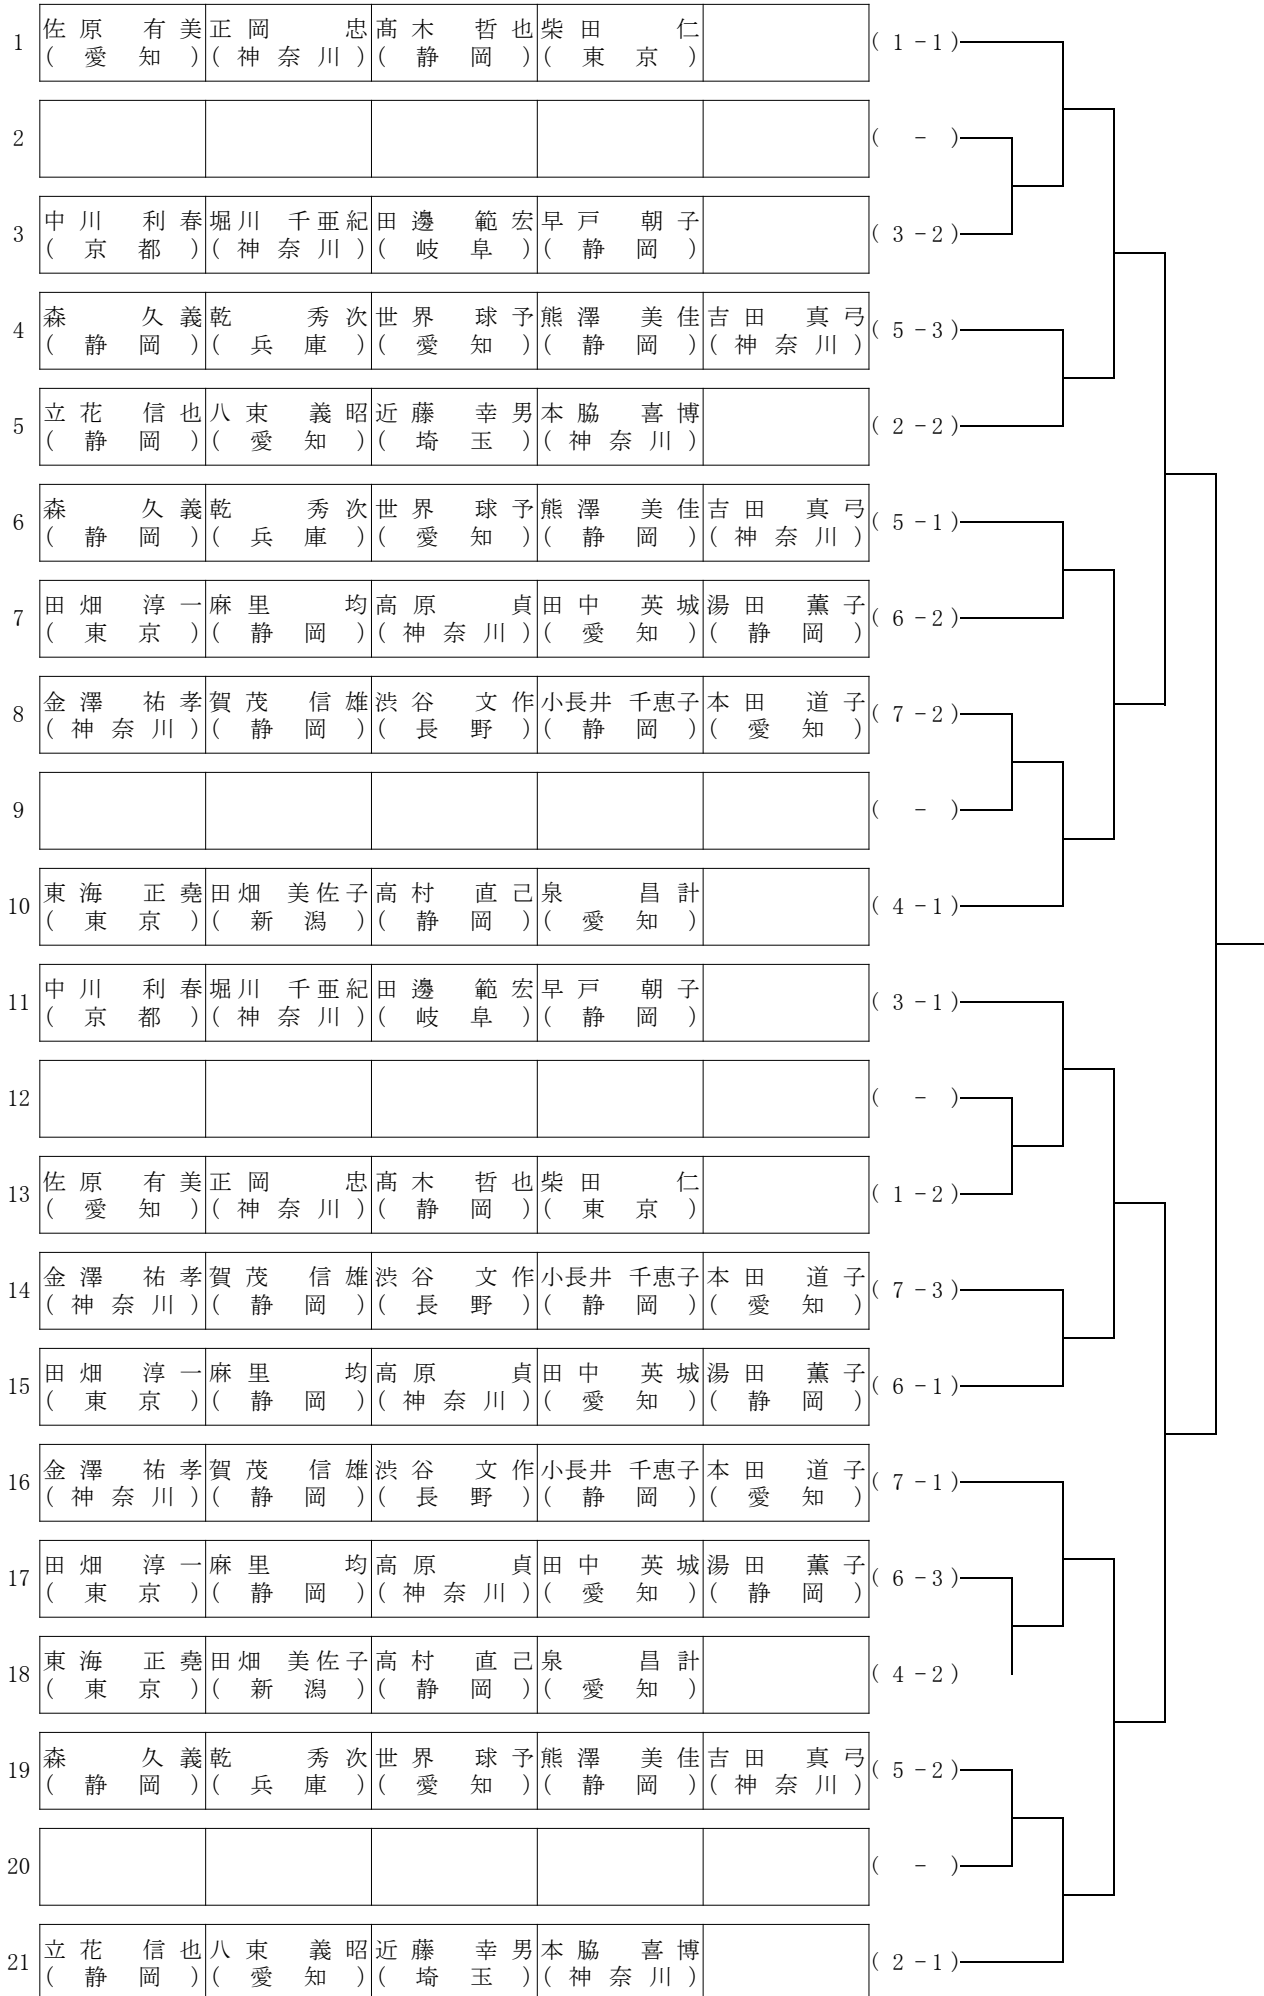 佐原 有美 正岡 忠 髙木 哲也 柴田 仁
1 (愛知) (神奈川) (静岡) (東京) (1-1)
2 ( - )
中川 利春 堀川 千亜紀 田邊 範宏 早戸 朝子
3 (京都) (神奈川) (岐阜) (静岡) (3-2)
森 久義 乾 秀次 世界 球予 熊澤 美佳 吉田 真弓
4 (静岡) (兵庫) (愛知) (静岡) (神奈川) (5-3)
立花 信也 八束 義昭 近藤 幸男 本脇 喜博
5 (静岡) (愛知) (埼玉) (神奈川) (2-2)
森 久義 乾 秀次 世界 球予 熊澤 美佳 吉田 真弓
6 (静岡) (兵庫) (愛知) (静岡) (神奈川) (5-1)
田畑 淳一 麻里 均 高原 貞 田中 英城 湯田 薫子
7 (東京) (静岡) (神奈川) (愛知) (静岡) (6-2)
金澤 祐孝 賀茂 信雄 渋谷 文作 小長井 千恵子 本田 道子
8 (神奈川) (静岡) (長野) (静岡) (愛知) (7-2)
9 ( - )
東海 正堯 田畑 美佐子 高村 直己 泉 昌計
10 (東京) (新潟) (静岡) (愛知) (4-1)
中川 利春 堀川 千亜紀 田邊 範宏 早戸 朝子
11 (京都) (神奈川) (岐阜) (静岡) (3-1)
12 ( - )
佐原 有美 正岡 忠 髙木 哲也 柴田 仁
13 (愛知) (神奈川) (静岡) (東京) (1-2)
金澤 祐孝 賀茂 信雄 渋谷 文作 小長井 千恵子 本田 道子
14 (神奈川) (静岡) (長野) (静岡) (愛知) (7-3)
田畑 淳一 麻里 均 高原 貞 田中 英城 湯田 薫子
15 (東京) (静岡) (神奈川) (愛知) (静岡) (6-1)
金澤 祐孝 賀茂 信雄 渋谷 文作 小長井 千恵子 本田 道子
16 (神奈川) (静岡) (長野) (静岡) (愛知) (7-1)
田畑 淳一 麻里 均 高原 貞 田中 英城 湯田 薫子
17 (東京) (静岡) (神奈川) (愛知) (静岡) (6-3)
東海 正堯 田畑 美佐子 高村 直己 泉 昌計
18 (東京) (新潟) (静岡) (愛知) (4-2)
森 久義 乾 秀次 世界 球予 熊澤 美佳 吉田 真弓
19 (静岡) (兵庫) (愛知) (静岡) (神奈川) (5-2)
20 ( - )
立花 信也 八束 義昭 近藤 幸男 本脇 喜博
21 (静岡) (愛知) (埼玉) (神奈川) (2-1)